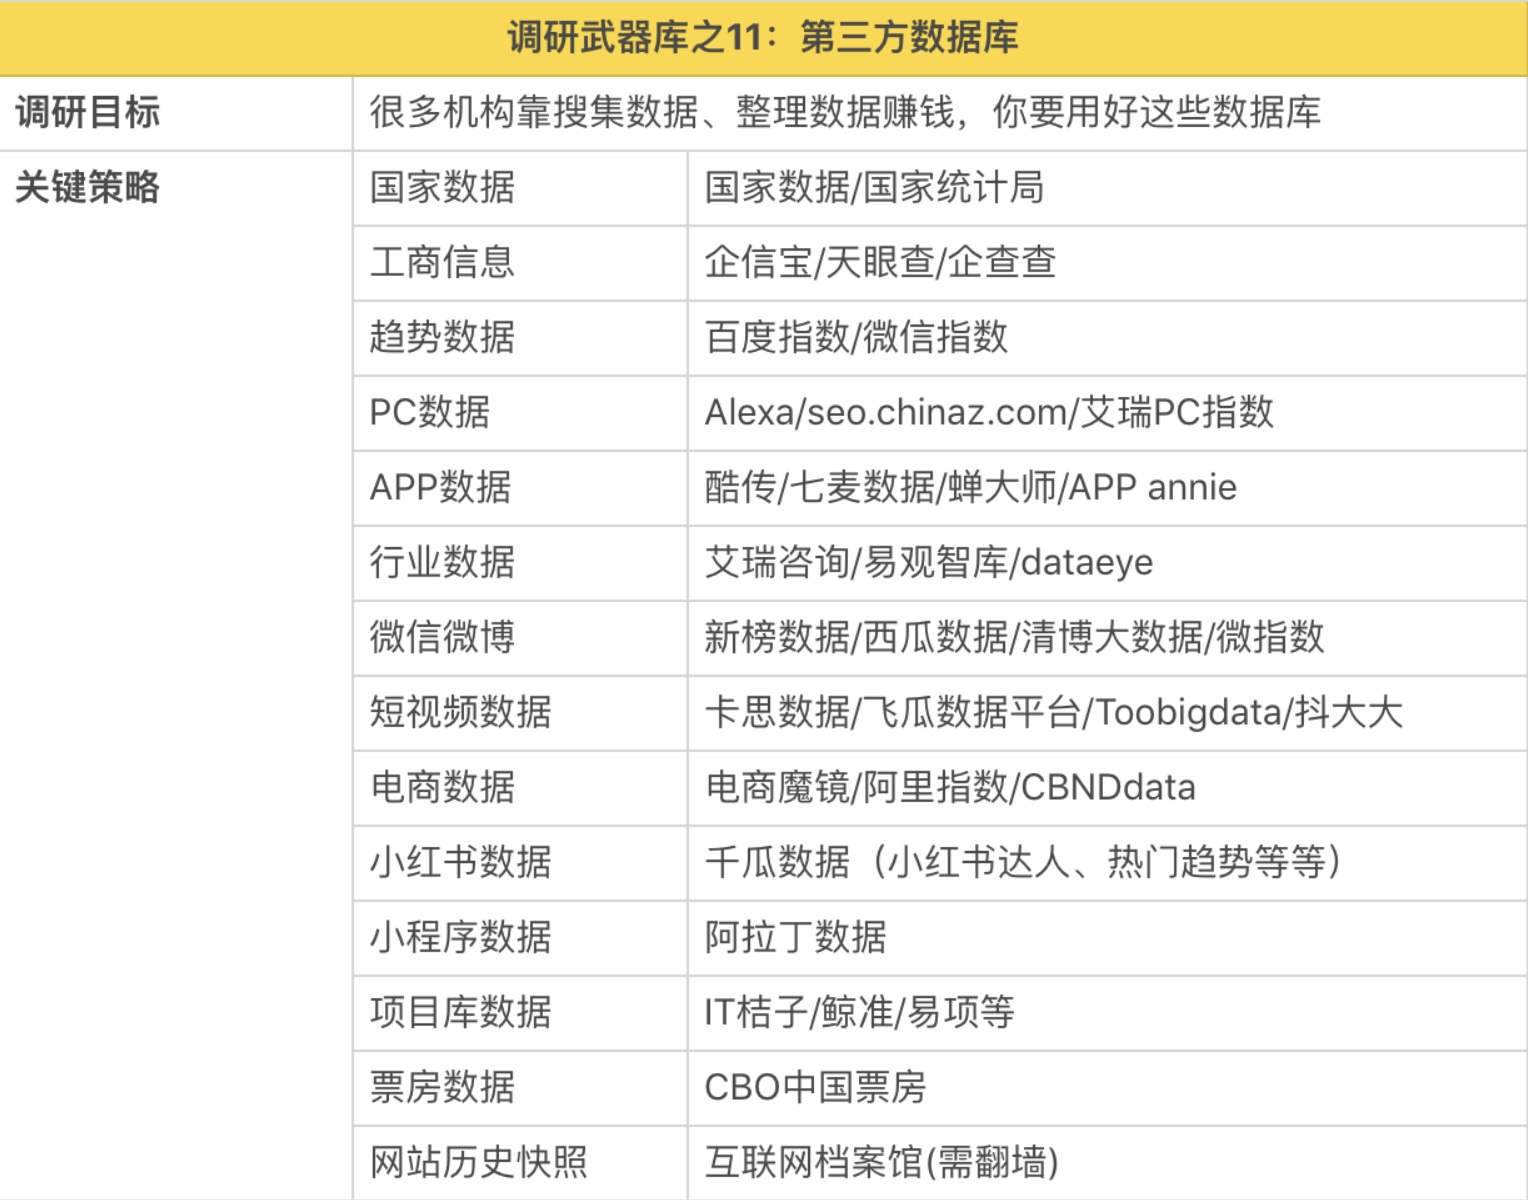 调研武器库之11：第三方数据库
调研目标 很多机构靠搜集数据、整理数据赚钱，你要用好这些数据库
关键策略 国家数据 国家数据/国家统计局
工商信息 企信宝/天眼查/企查查
趋势数据 百度指数/微信指数
PC数据 Alexa/seo.chinaz.com/艾瑞PC指数
APP数据 酷传/七麦数据/蝉大师/APP annie
行业数据 艾瑞咨询/易观智库/dataeye
微信微博 新榜数据/西瓜数据/清博大数据/微指数
短视频数据 卡思数据/飞瓜数据平台/Toobigdata/抖大大
电商数据 电商魔镜/阿里指数/CBNDdata
小红书数据 千瓜数据（小红书达人、热门趋势等等）
小程序数据 阿拉丁数据
项目库数据 IT桔子/鲸准/易项等
票房数据 CBO中国票房
网站历史快照 互联网档案馆(需翻墙)